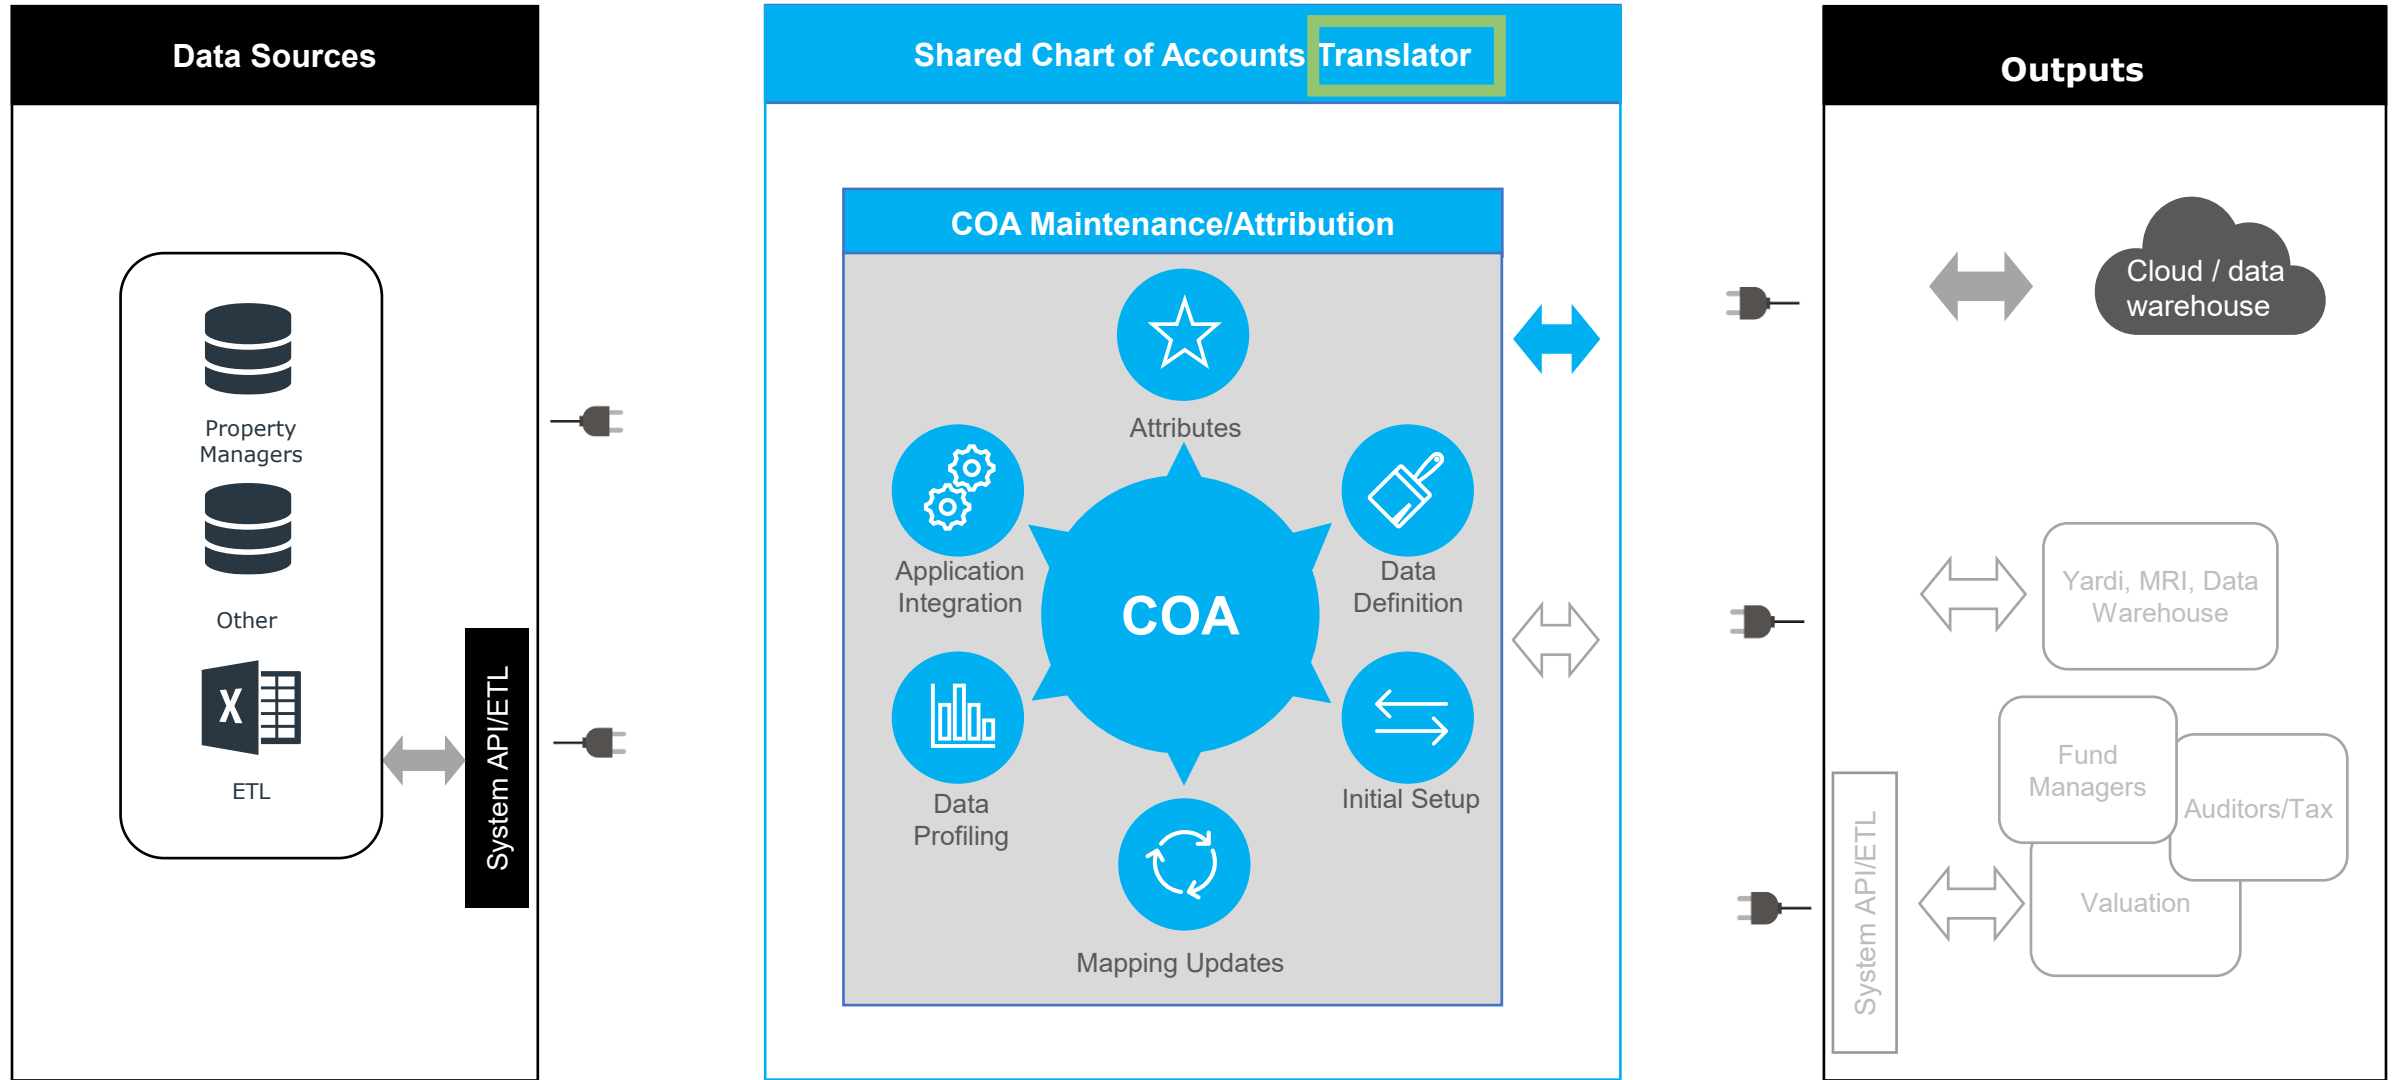 Data Sources
Property
Managers
Other
X
ETL
System API/ETL
Shared Chart of Accounts Translator
COA Maintenance/Attribution
Attributes
Application
Integration
Data
Definition
COA
Data
Profiling
Initial Setup
Mapping Updates
Outputs
Cloud / data
warehouse
Yardi, MRI, Data
Warehouse
Fund
Managers
Auditors/Tax
Valuation
System API/ETL